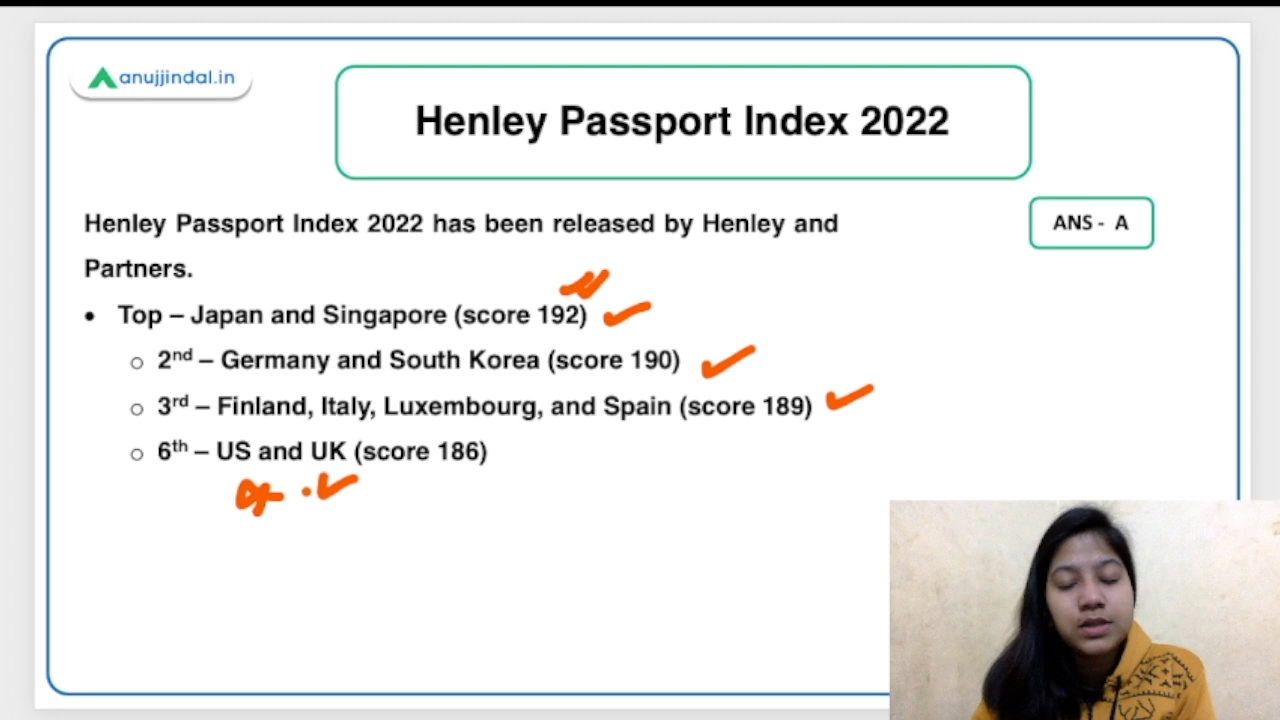 anujjindal.in
Henley Passport Index 2022
Henley Passport Index 2022 has been released by Henley and
Partners.
ANS - A
• Top – Japan and Singapore (score 192)
o 2nd – Germany and South Korea (score 190)
o 3rd – Finland, Italy, Luxembourg, and Spain (score 189)
o 6th – US and UK (score 186)